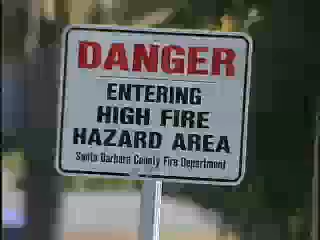 DANGER
ENTERING
HIGH FIRE
HAZARD AREA
Santa Barbara County Fire Department